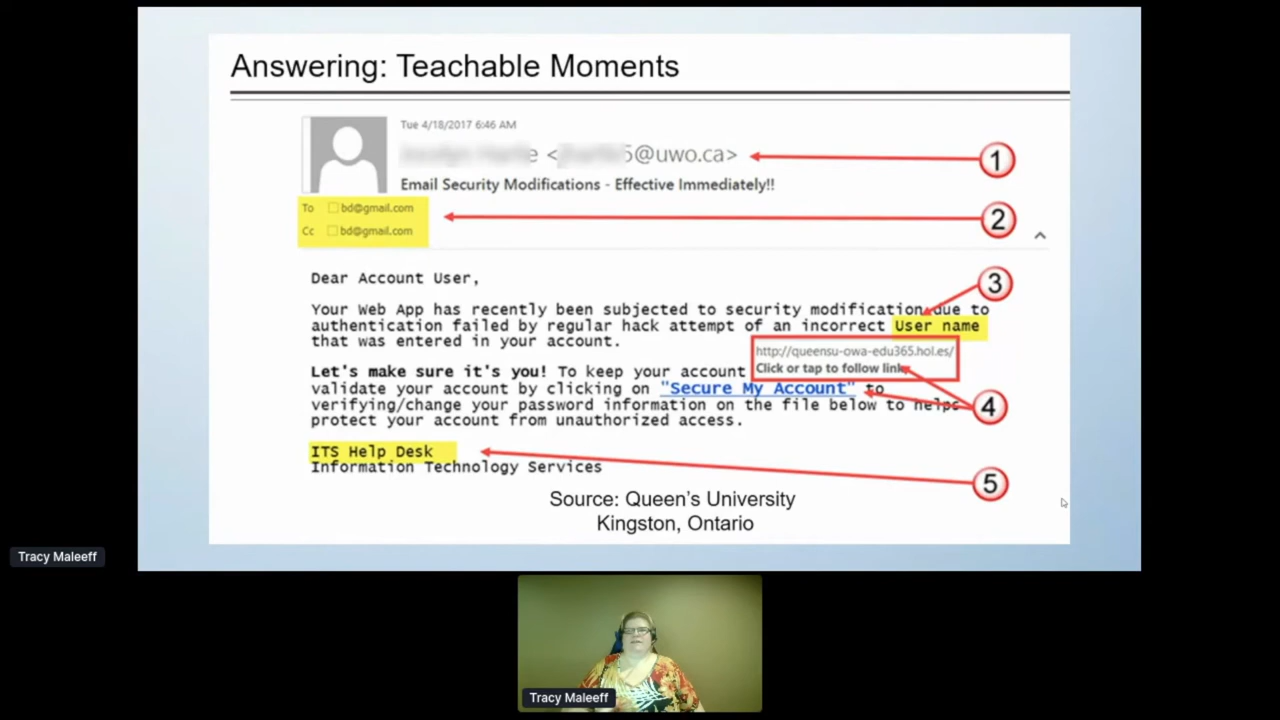 Answering: Teachable Moments
Tue 4/18/2017 6:46 AM
5@uwo.ca>
1
Email Security Modifications - Effective Immediately!!
To bd@gmail.com
2
Cc bd@gmail.com
Dear Account User,
3
Your Web App has recently been subjected to security modification due to
authentication failed by regular hack attempt of an incorrect User name
that was entered in your account.
http://queensu-owa-edu365.hol.es/
Click or tap to follow link.
Let's make sure it's you! To keep your account
validate your account by clicking on "Secure My Account" to
4
verifying/change your password information on the file below to helps
protect your account from unauthorized access.
ITS Help Desk
Information Technology Services
5
Source: Queen's University
Kingston, Ontario
Tracy Maleeff
Tracy Maleeff